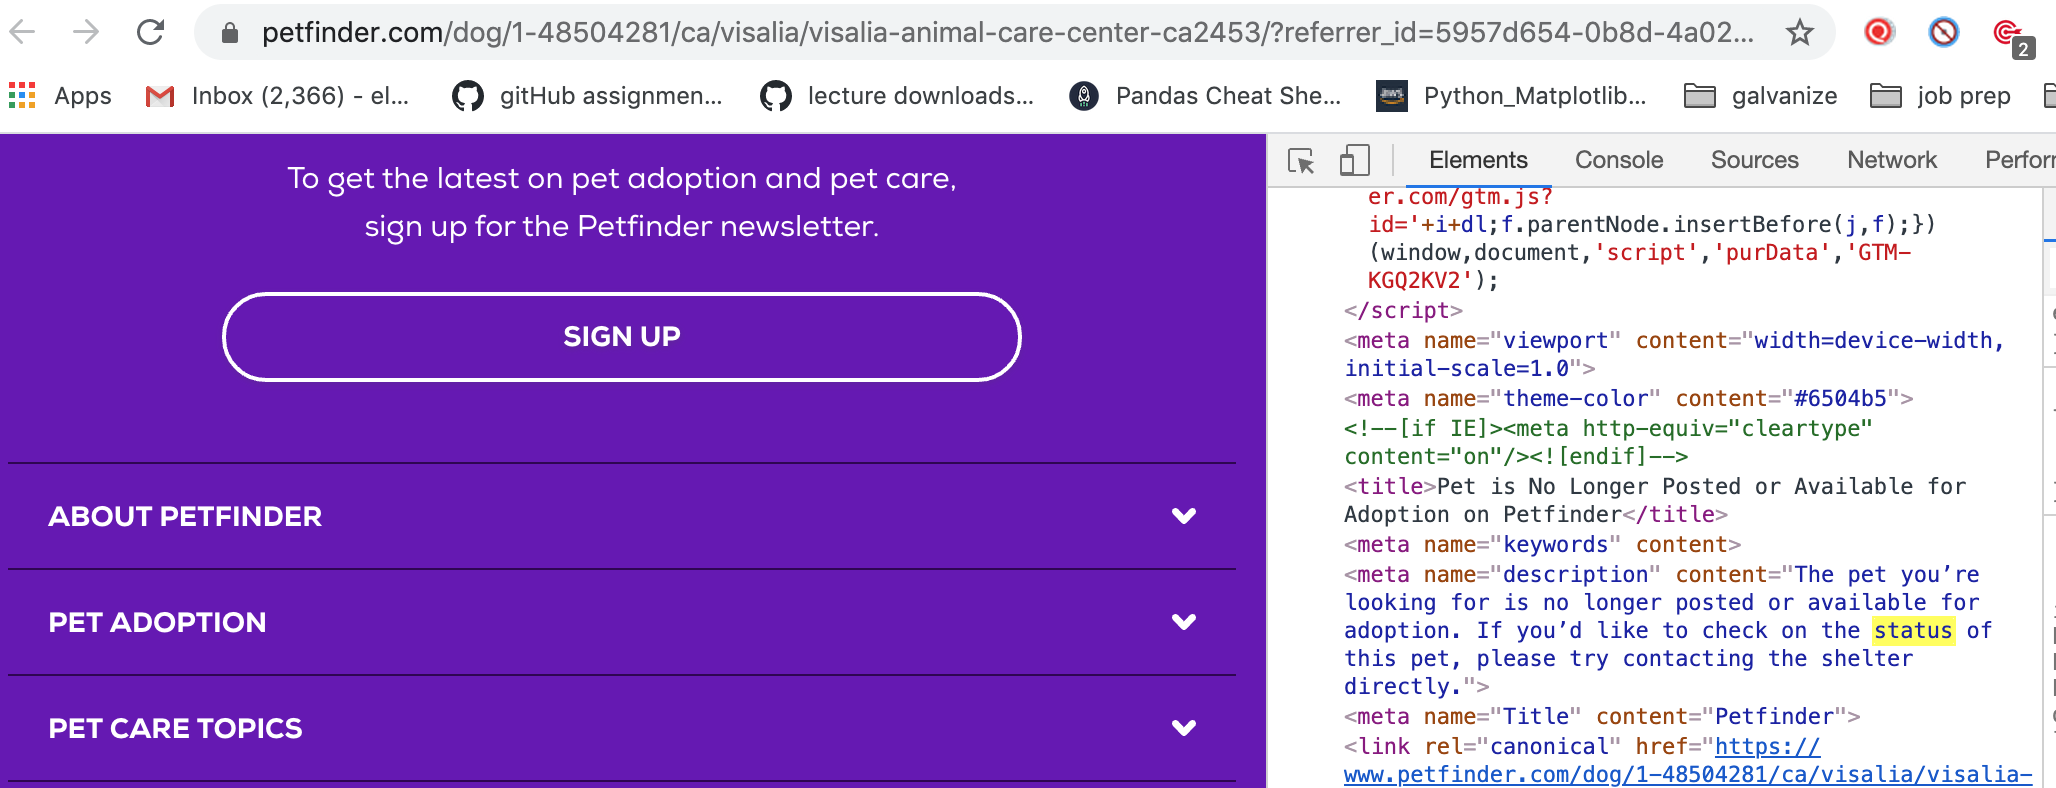 petfinder.com/dog/1-48504281/ca/visalia/visalia-animal-care-center-ca2453/?referrer_id=5957d654-0b8d-4a02...
2
Apps Inbox (2,366) - el... gitHub assignmen... lecture downloads... Pandas Cheat She... Python_Matplotlib... galvanize job prep
To get the latest on pet adoption and pet care,
sign up for the Petfinder newsletter.
SIGN UP
ABOUT PETFINDER
PET ADOPTION
PET CARE TOPICS
Elements Console Sources Network Perfor
er.com/gtm.js?
id='+i+dl;f.parentNode.insertBefore(j,f);})
(window,document,'script','purData','GTM-
KGQ2KV2');
</script>
<meta name="viewport" content="width=device-width,
initial-scale=1.0">
<meta name="theme-color" content="#6504b5">
<!--[if IE]><meta http-equiv="cleartype"
content="on"/><![endif]-->
<title>Pet is No Longer Posted or Available for
Adoption on Petfinder</title>
<meta name="keywords" content>
<meta name="description" content="The pet you’re
looking for is no longer posted or available for
adoption. If you’d like to check on the status of
this pet, please try contacting the shelter
directly.">
<meta name="Title" content="Petfinder">
<link rel="canonical" href="https://
www.petfinder.com/dog/1-48504281/ca/visalia/visalia-